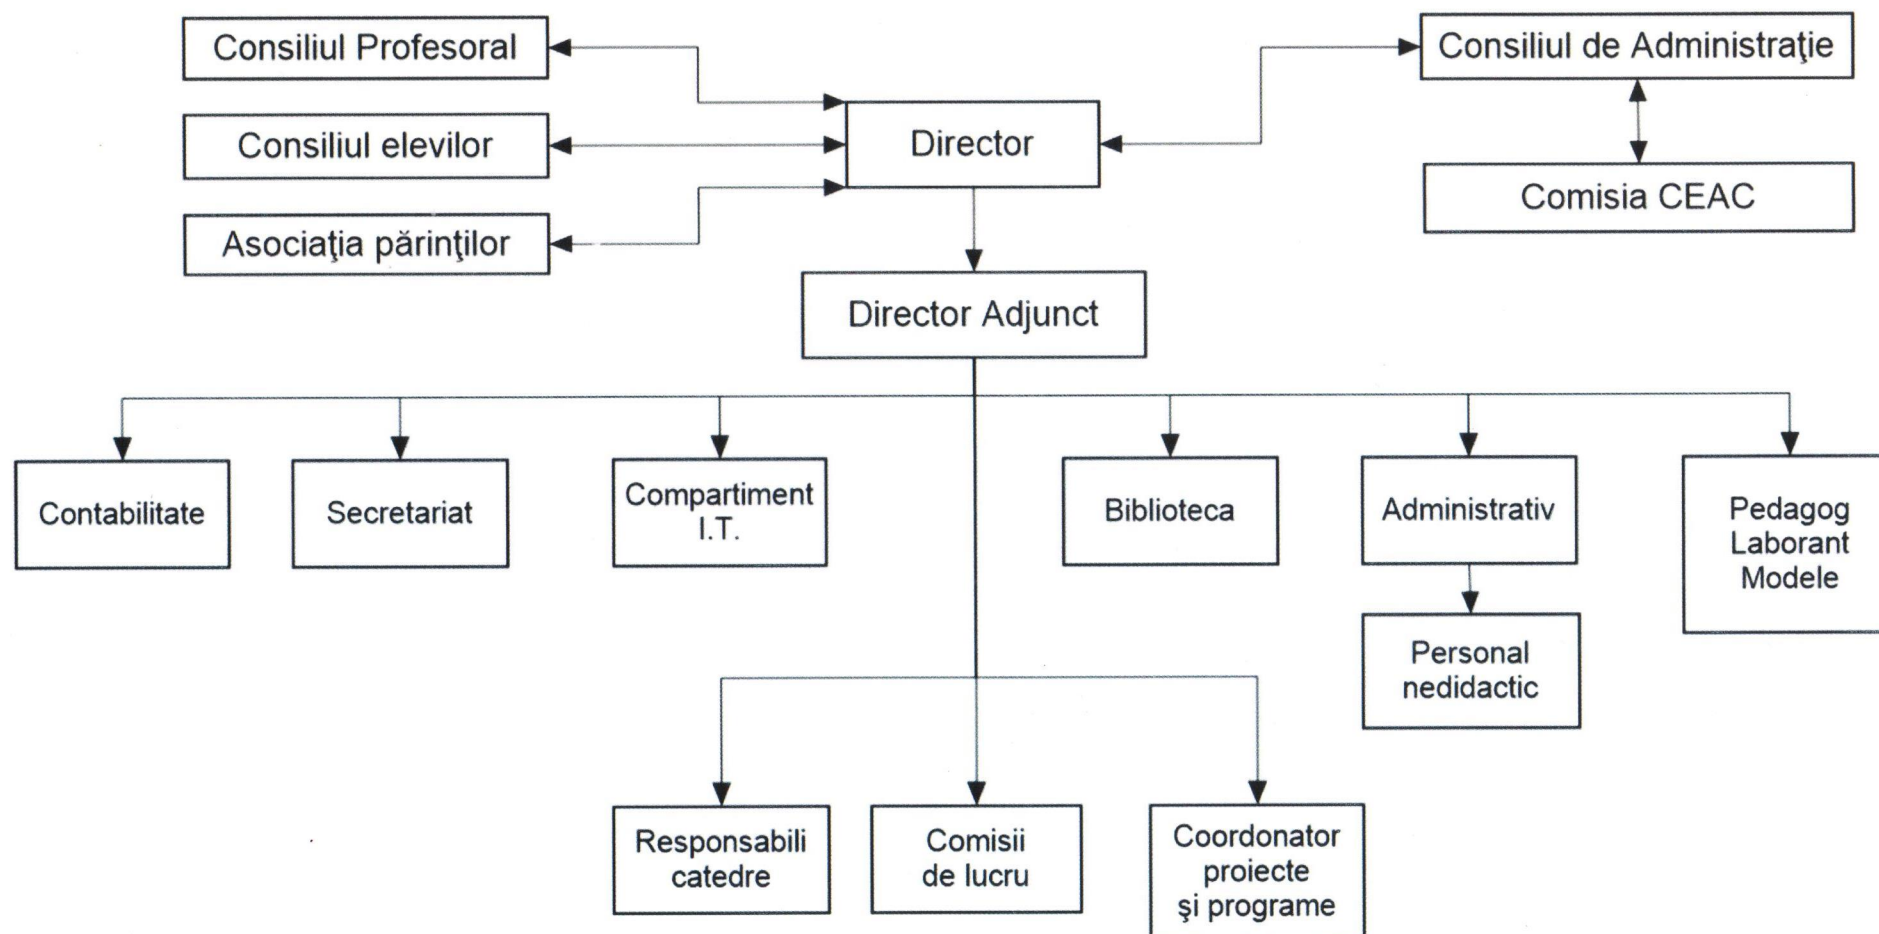 Consiliul Profesoral
Consiliul de Administraţie
Consiliul elevilor
Director
Comisia CEAC
Asociaţia părinţilor
Director Adjunct
Contabilitate
Secretariat
Compartiment
I.T.
Biblioteca
Administrativ
Pedagog
Laborant
Modele
Personal
nedidactic
Responsabili
catedre
Comisii
de lucru
Coordonator
proiecte
şi programe